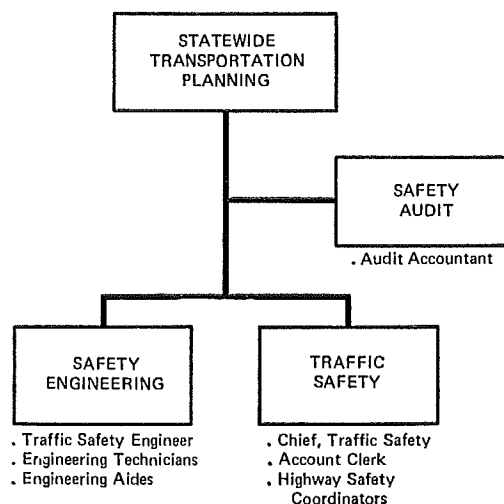 STATEWIDE
TRANSPORTATION
PLANNING
SAFETY
AUDIT
. Audit Accountant
SAFETY
ENGINEERING
. Traffic Safety Engineer
. Engineering Technicians
. Engineering Aides
TRAFFIC
SAFETY
. Chief, Traffic Safety
. Account Clerk
. Highway Safety
Coordinators